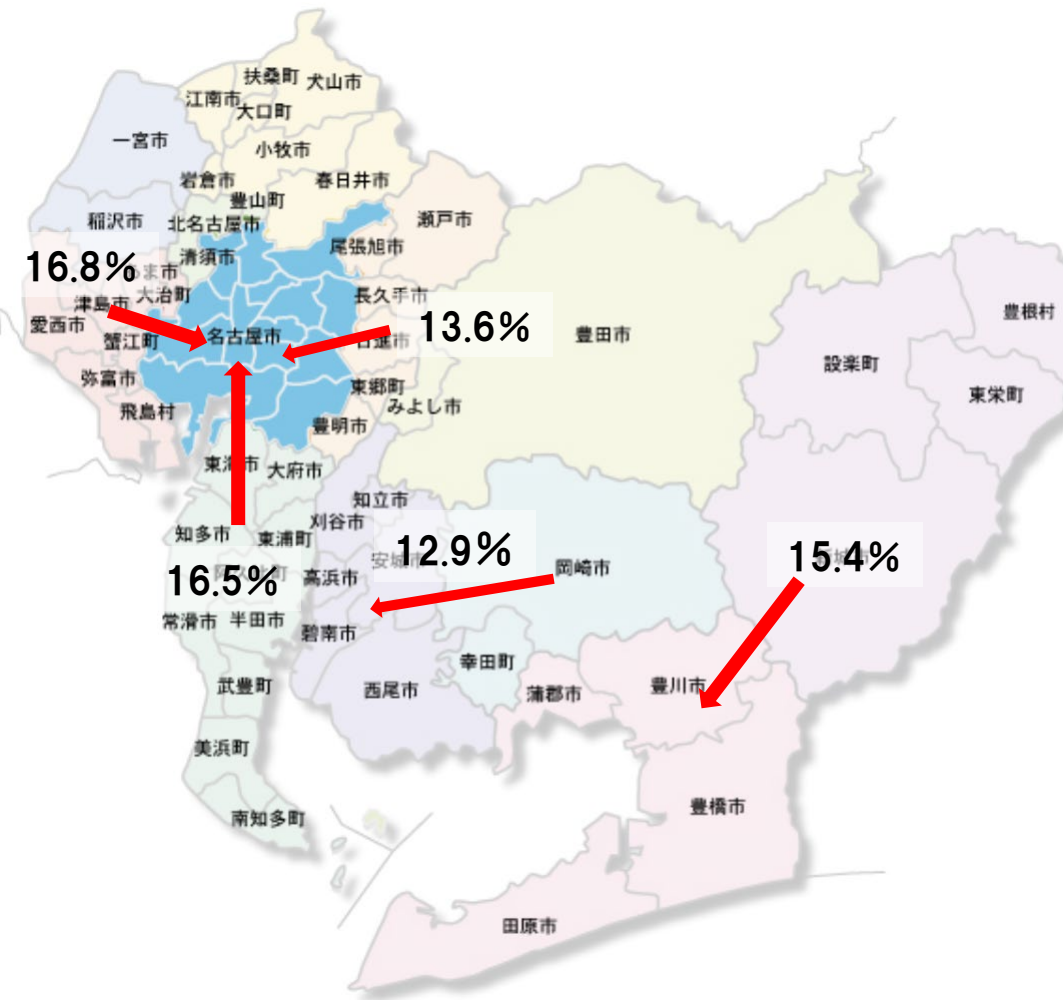 扶桑町
犬山市
江南市
大口町
一宮市
小牧市
岩倉市
春日井市
豊山町
稲沢市
北名古屋市
瀬戸市
尾張旭市
清須市
16.8%
ま市
大治町
長久手市
津島市
愛西市
名古屋市
13.6%
日進市
豊田市
豊根村
蟹江町
設楽町
弥富市
東郷町
東栄町
みよし市
飛島村
豊明市
大府市
知立市
刈谷市
知多市
東浦町
12.9%
安城市
15.4%
岡崎市
16.5%
高浜市
常滑市
半田市
碧南市
幸田町
豊川市
武豊町
西尾市
蒲郡市
美浜町
豊橋市
南知多町
田原市